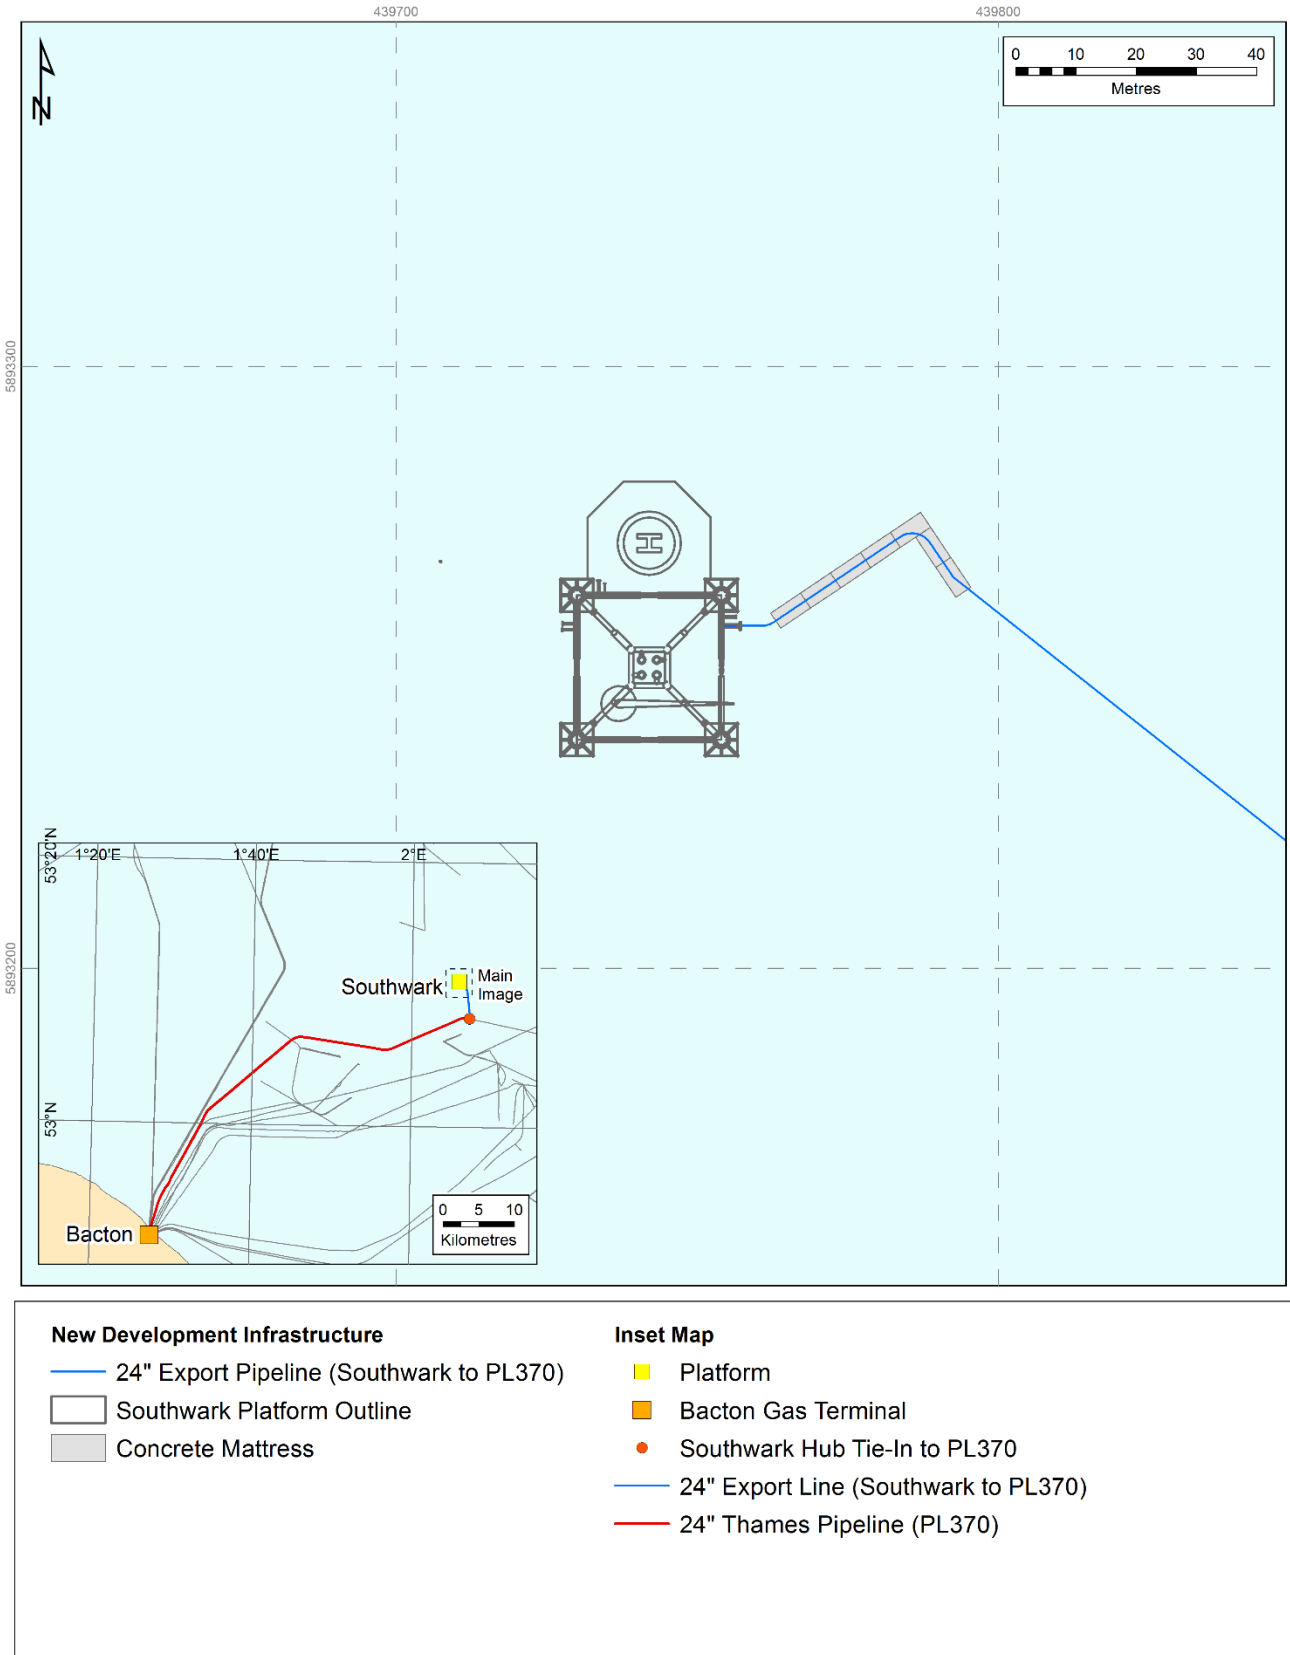 439700
439800
N
0 10 20 30 40
Metres
5893300
5893200
53°20'N
1°20'E
1°40'E
2°E
Southwark
Main
Image
53°N
Bacton
0 5 10
Kilometres
New Development Infrastructure
24" Export Pipeline (Southwark to PL370)
Southwark Platform Outline
Concrete Mattress
Inset Map
Platform
Bacton Gas Terminal
Southwark Hub Tie-In to PL370
24" Export Line (Southwark to PL370)
24" Thames Pipeline (PL370)
H